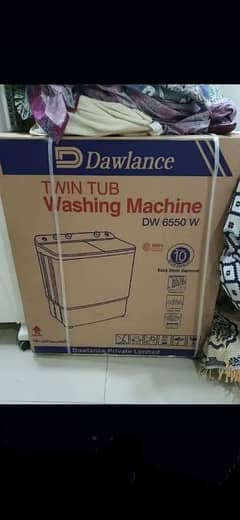 Dawlance
TWIN TUB
Washing Machine
DW 6550 W
10
Dawlance Private Limited